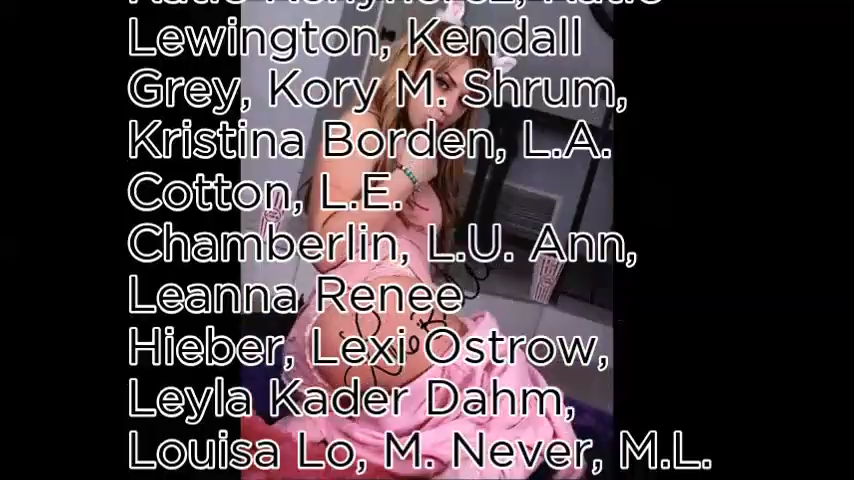 Lewington, Kendall
Grey, Kory M. Shrum,
Kristina Borden, L.A.
Cotton, L.E.
Chamberlin, L.U. Ann,
Leanna Renee
Hieber, Lexi Ostrow,
Leyla Kader Dahm,
Louisa Lo, M. Never, M.L.